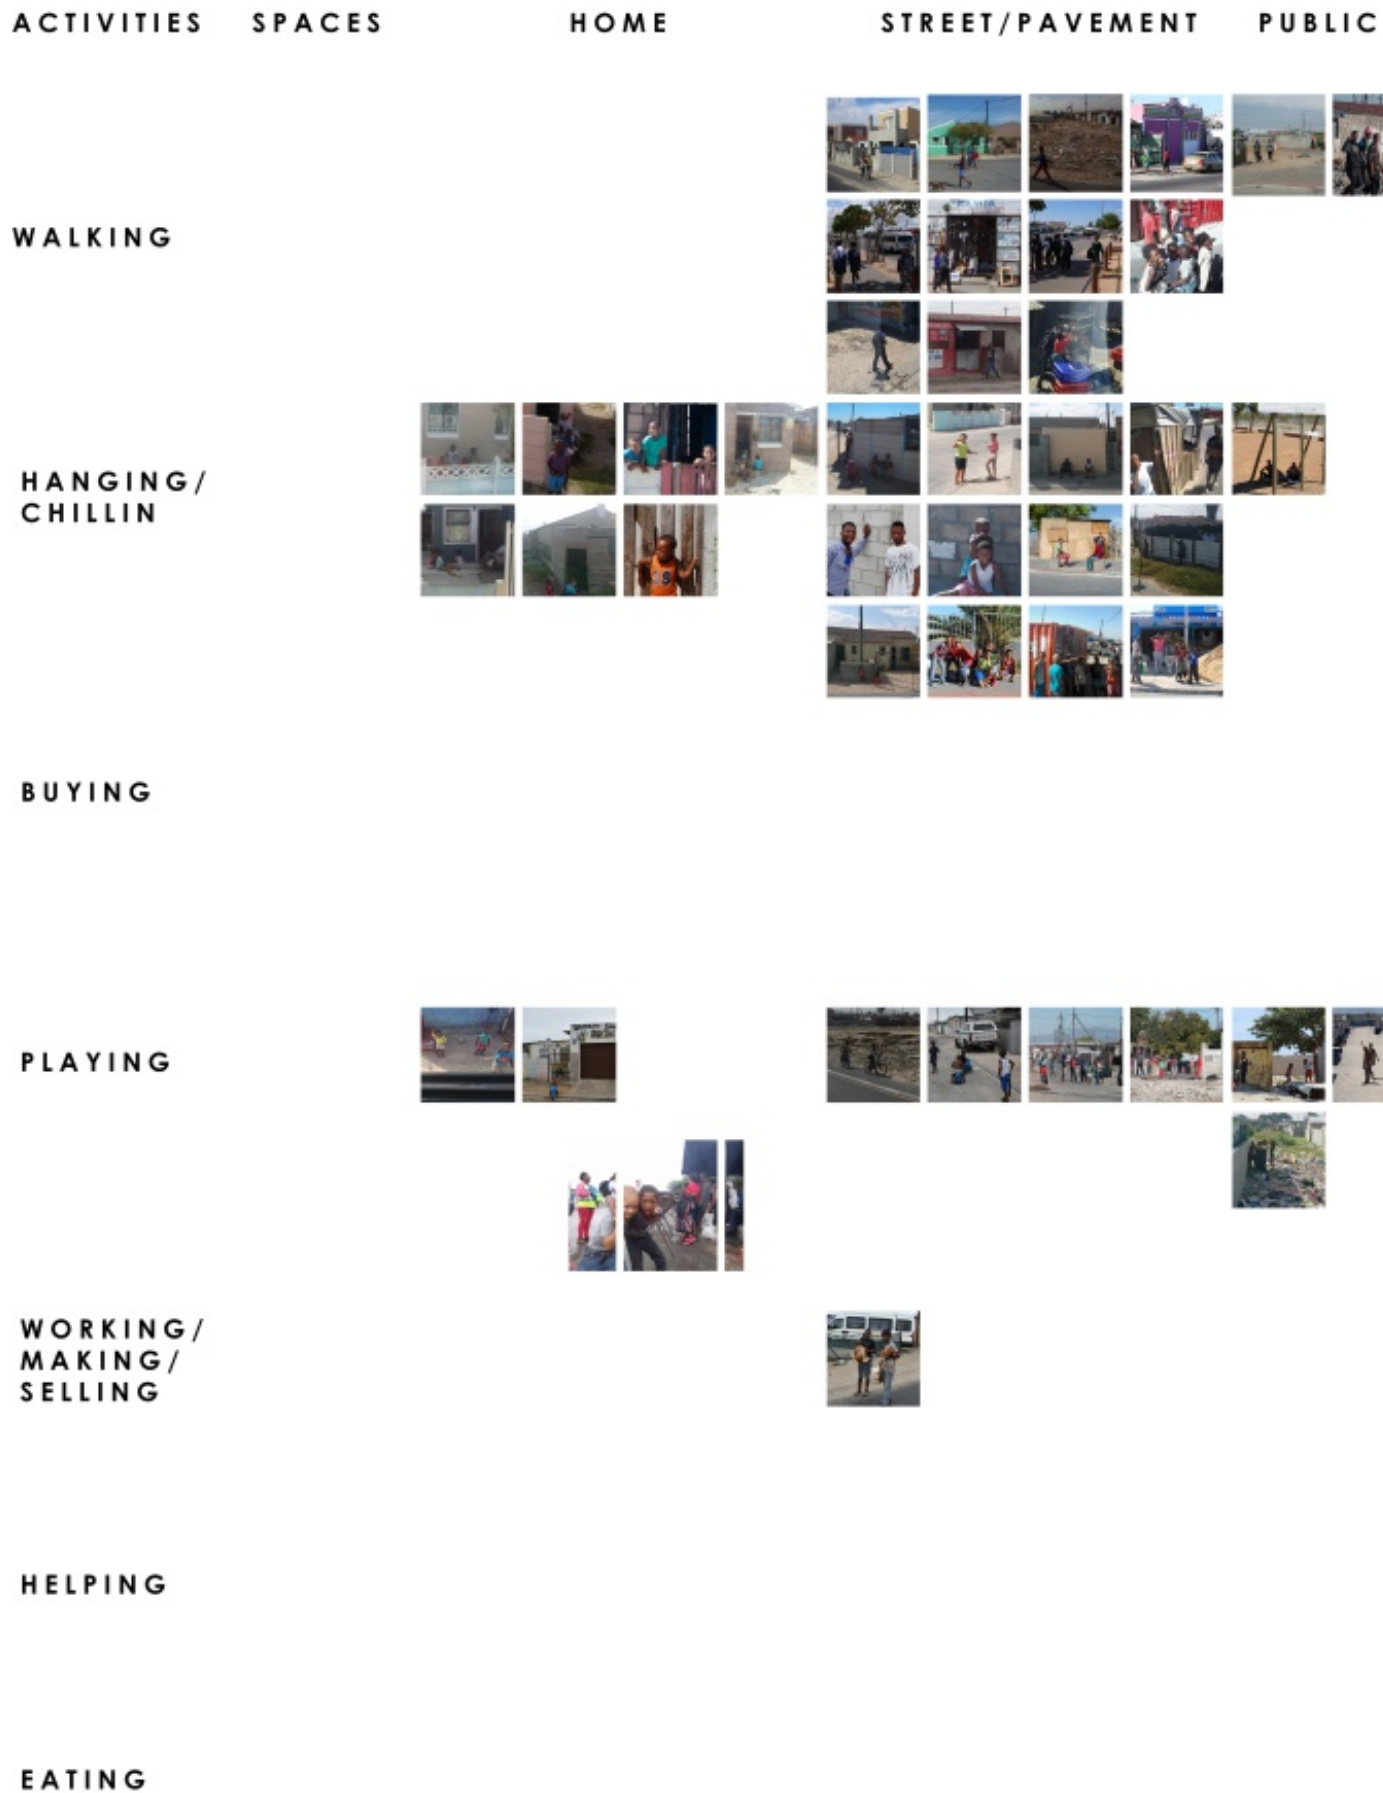 ACTIVITIES SPACES HOME STREET/PAVEMENT PUBLIC
WALKING
HANGING/
CHILLIN
BUYING
PLAYING
WORKING/
MAKING/
SELLING
HELPING
EATING